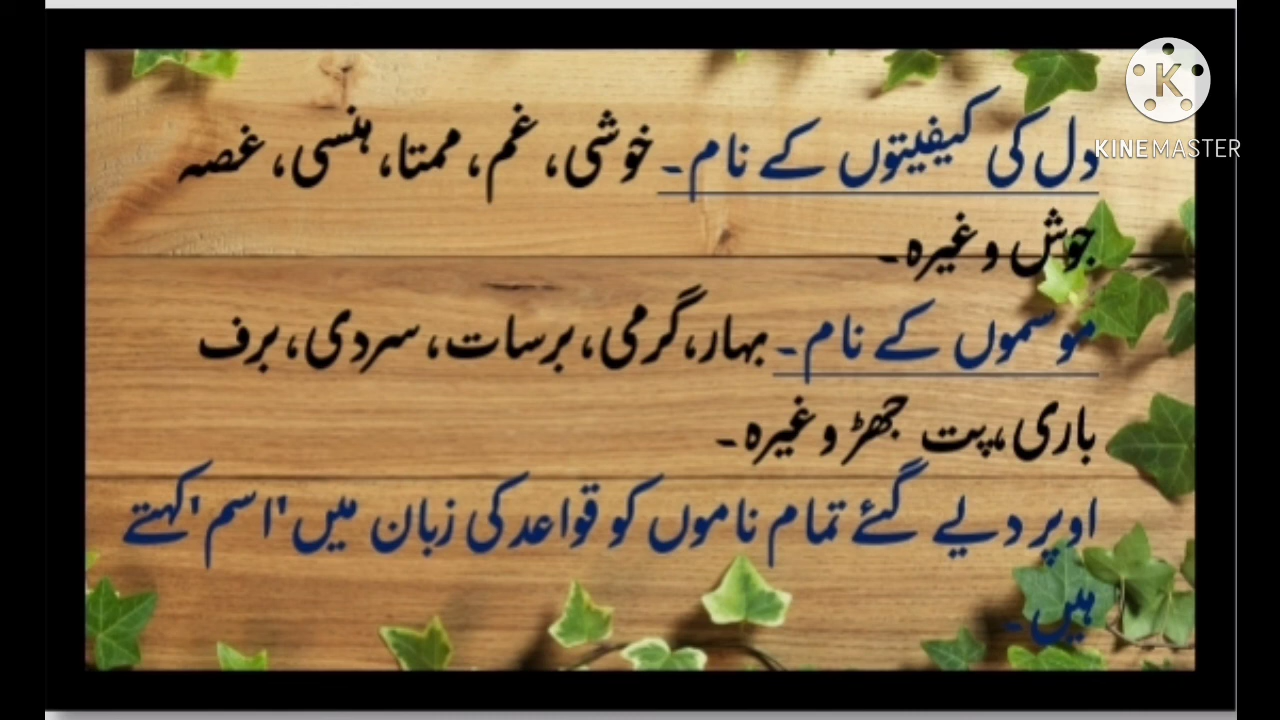 دل کی کیفیتوں کے نام۔ خوشی، غم، ممتا، ہنسی، غصہ
جوش وغیرہ۔
موسموں کے نام۔ بہار،گرمی، برسات، سردی، برف
باری ،پت جھڑ وغیرہ۔
اوپر دیے گئے تمام ناموں کو قواعد کی زبان میں 'اسم' کہتے
ہیں۔
K
KINEMASTER